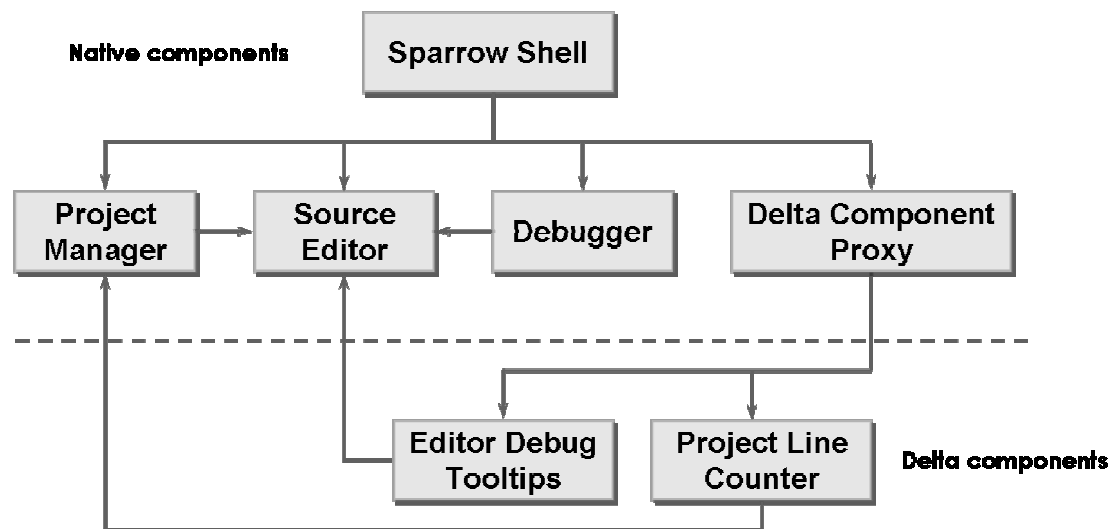 Native components
Sparrow Shell
Project
Manager
Source
Editor
Debugger
Delta Component
Proxy
Editor Debug
Tooltips
Project Line
Counter
Delta components